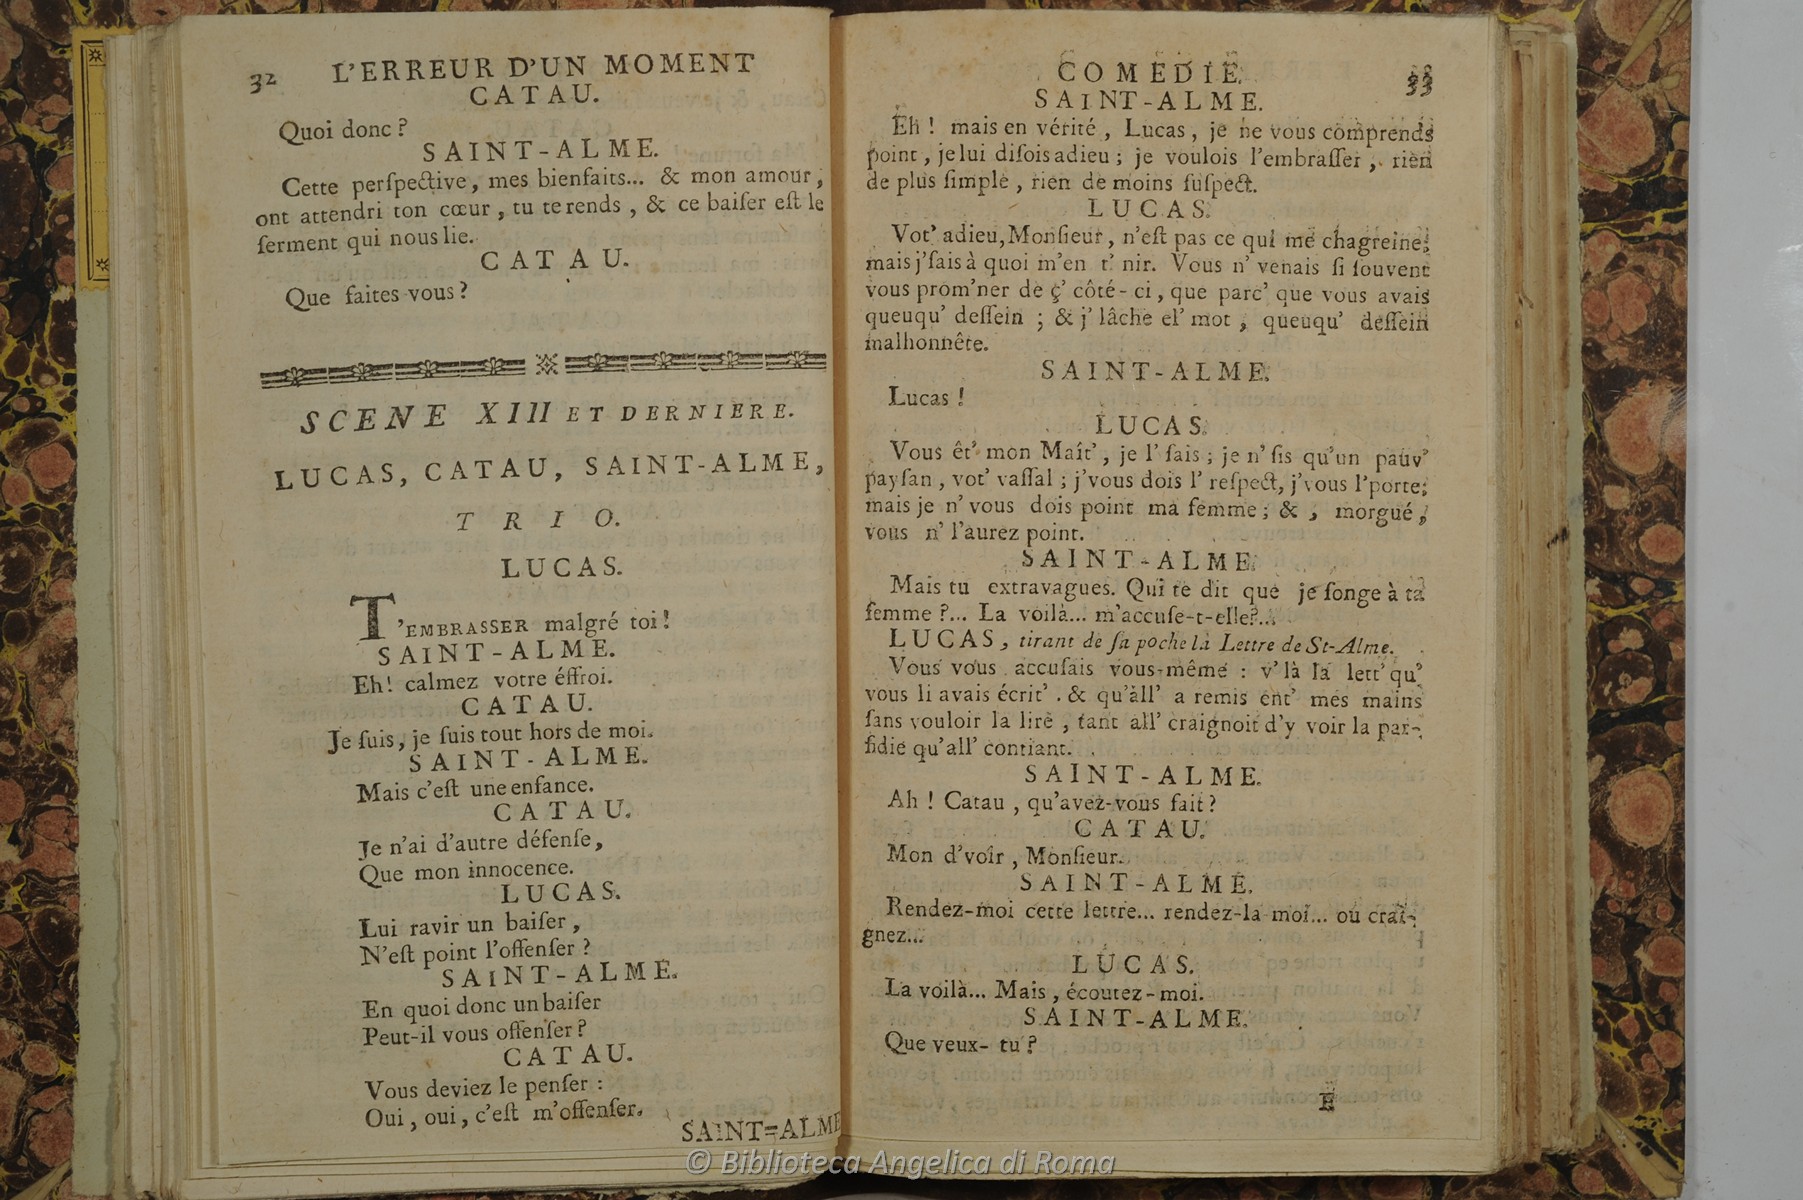 32 L'ERREUR D'UN MOMENT
CATAU.
Quoi donc ?
SAINT-ALME.
Cette perſpective, mes bienfaits... & mon amour,
ont attendri ton cœur, tu te rends, & ce baiſer eſt le
ſerment qui nous lie.
CATAU.
Que faites vous ?
SCENE XIII ET DERNIERE.
LUCAS, CATAU, SAINT-ALME,
TRIO.
LUCAS.
T'EMBRASSER malgré toi !
SAINT-ALME.
Eh! calmez votre éffroi.
CATAU.
Je ſuis, je ſuis tout hors de moi.
SAINT-ALME.
Mais c'eſt une enfance.
CATAU.
Je n'ai d'autre défenſe,
Que mon innocence.
LUCAS.
Lui ravir un baiſer,
N'eſt point l'offenſer ?
SAINT-ALME.
En quoi donc un baiſer
Peut-il vous offenſer ?
CATAU.
Vous deviez le penſer :
Oui, oui, c'eſt m'offenſer.
SAINT=ALME
COMÉDIE. 33
SAINT-ALME.
Eh ! mais en vérité, Lucas, je ne vous comprends
point, je lui diſois adieu ; je voulois l'embraſſer, rien
de plus ſimple, rien de moins ſuſpect.
LUCAS.
Vot' adieu, Monſieur, n'eſt pas ce qui me chagreine;
mais j'ſais à quoi m'en t' nir. Vous n' venais ſi ſouvent
vous prom'ner de ç' côté-ci, que parc' que vous avais
queuqu' deſſein ; & j' lâche el' mot, queuqu' deſſein
malhonnête.
SAINT-ALME.
Lucas !
LUCAS.
Vous êt' mon Maît', je l' ſais ; je n' ſis qu'un pauv'
payſan, vot' vaſſal ; j'vous dois l' reſpect, j'vous l'porte;
mais je n' vous dois point ma femme ; &, morgué,
vous n' l'aurez point.
SAINT-ALME.
Mais tu extravagues. Qui te dit que je ſonge à ta
femme ?... La voilà... m'accuſe-t-elle?...
LUCAS, tirant de ſa poche la Lettre de St-Alme.
Vous vous accuſais vous-même : v'là la lett' qu'
vous li avais écrit'. & qu'all' a remis ent' mes mains
ſans vouloir la lire, tant all' craignoit d'y voir la par-
fidie qu'all' contiant.
SAINT-ALME.
Ah ! Catau, qu'avez-vous fait ?
CATAU.
Mon d'voîr, Monſieur.
SAINT-ALME.
Rendez-moi cette lettre... rendez-la moi... ou crai-
gnez...
LUCAS.
La voilà... Mais, écoutez-moi.
SAINT-ALME.
Que veux-tu ?
E
© Biblioteca Angelica di Roma